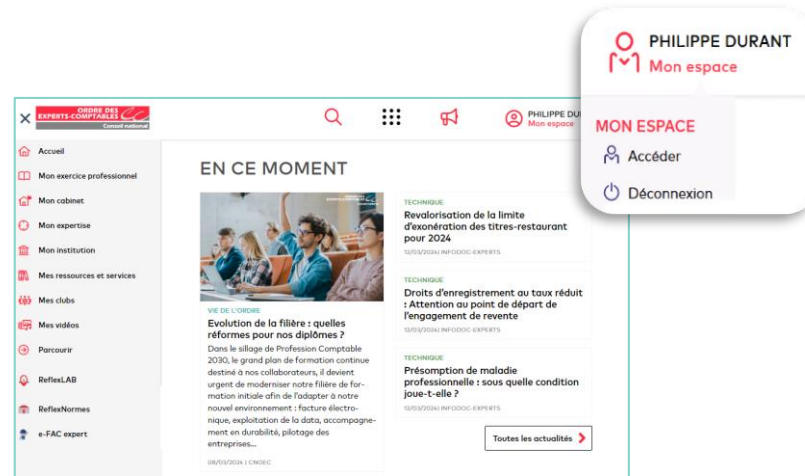 PHILIPPE DURANT
Mon espace
MON ESPACE
Accéder
Déconnexion
ORDRE DES
EXPERTS-COMPTABLES
Conseil national
PHILIPPE DU
Mon espace
Accueil
Mon exercice professionnel
Mon cabinet
Mon expertise
Mon institution
Mes ressources et services
Mes clubs
Mes vidéos
Parcourir
ReflexLAB
ReflexNormes
e-FAC expert
EN CE MOMENT
VIE DE L'ORDRE
Evolution de la filière : quelles
réformes pour nos diplômes ?
Dans le sillage de Profession Comptable
2030, le grand plan de formation continue
destiné à nos collaborateurs, il devient
urgent de moderniser notre filière de for-
mation initiale afin de l'adapter à notre
nouvel environnement : facture électro-
nique, exploitation de la data, accompagne-
ment en durabilité, pilotage des
entreprises...
08/03/2024 | CNOEC
TECHNIQUE
Revalorisation de la limite
d'exonération des titres-restaurant
pour 2024
12/03/2024| INFODOC-EXPERTS
TECHNIQUE
Droits d'enregistrement au taux réduit
: Attention au point de départ de
l'engagement de revente
12/03/2024| INFODOC-EXPERTS
TECHNIQUE
Présomption de maladie
professionnelle : sous quelle condition
joue-t-elle ?
12/03/2024| INFODOC-EXPERTS
Toutes les actualités